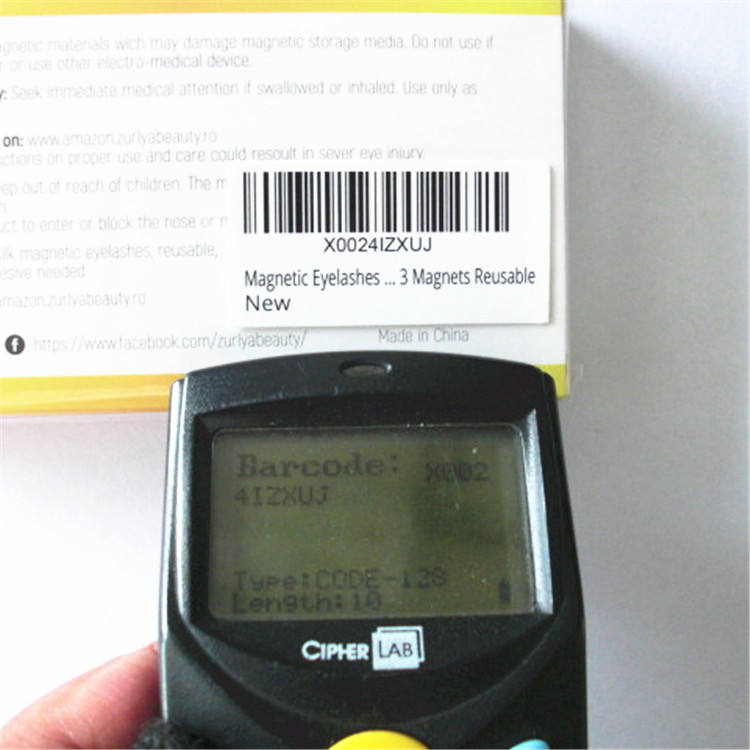 agnetic materials wich may damage magnetic storage media. Do not use if
r or use other electro-medical device.
y: Seek immediate medical attention if swallowed or inhaled. Use only as
on: www.amazon.zurlyabeauty.ro
uctions on proper use and care could resoult in sever eye injury.
eep out of reach of children. The m
uct to enter or block the nose or
ilk magnetic eyelashes, reusable,
esive needed
amazon.zurlyabeauty.ro
https://www.facebook.com/zurlyabeauty/ Made in China
X0024IZXUJ
Magnetic Eyelashes ... 3 Magnets Reusable
New
Barcode: X002
4IZXUJ
Type:CODE-128
Length:10
CIPHER LAB